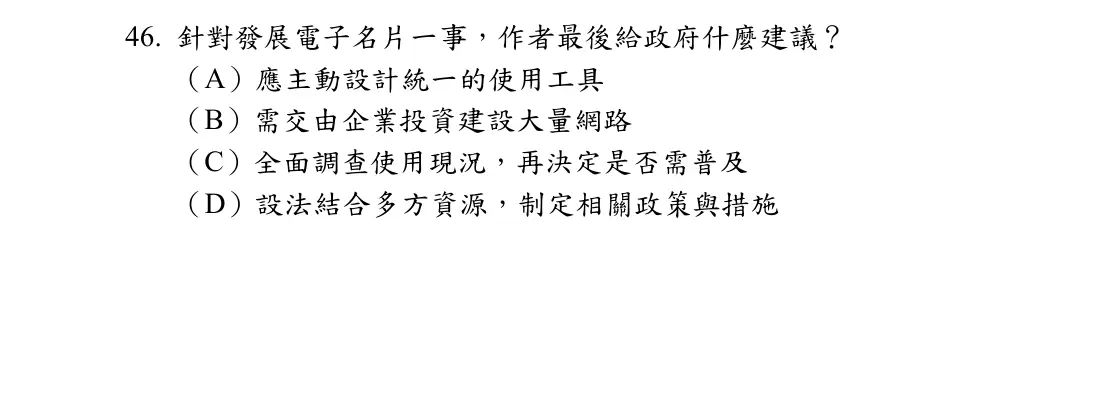 46. 針對發展電子名片一事，作者最後給政府什麼建議？
（A）應主動設計統一的使用工具
（B）需交由企業投資建設大量網路
（C）全面調查使用現況，再決定是否需普及
（D）設法結合多方資源，制定相關政策與措施